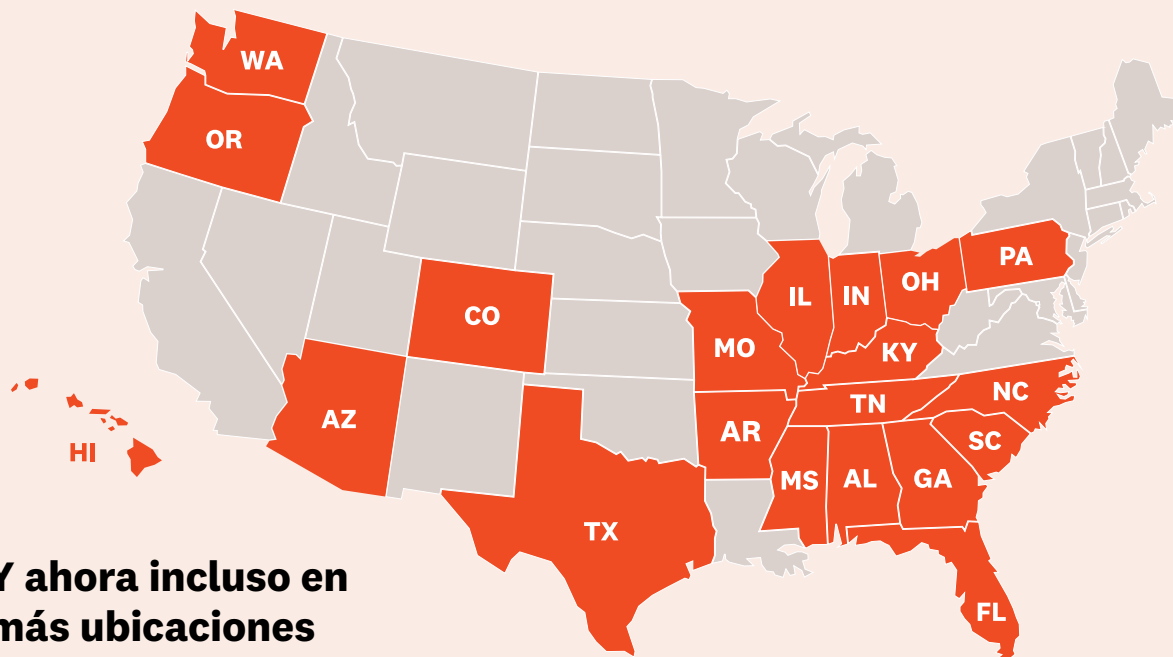 WA
OR
CO
AZ
HI
TX
MO
AR
IL
IN
OH
PA
KY
TN
NC
SC
MS
AL
GA
FL
Y ahora incluso en
más ubicaciones